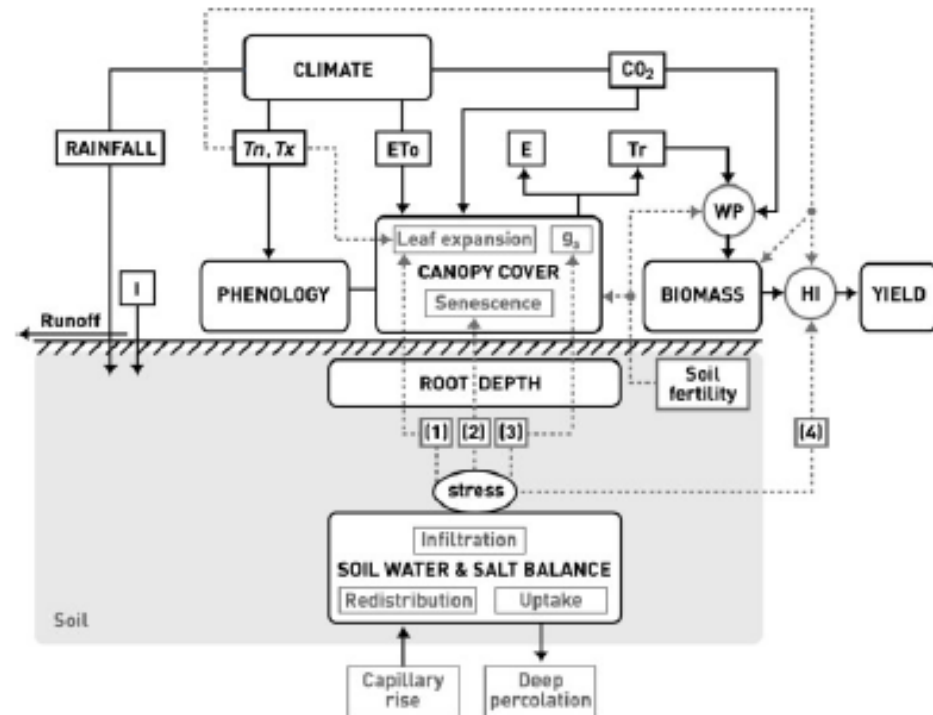 CLIMATE
CO₂
RAINFALL
Tn, Tx
ETo
E
Tr
WP
Leaf expansion
gₛ
CANOPY COVER
Senescence
PHENOLOGY
BIOMASS
HI
YIELD
I
Runoff
ROOT DEPTH
Soil
fertility
(1)
(2)
(3)
(4)
stress
Infiltration
SOIL WATER & SALT BALANCE
Redistribution
Uptake
Soil
Capillary
rise
Deep
percolation